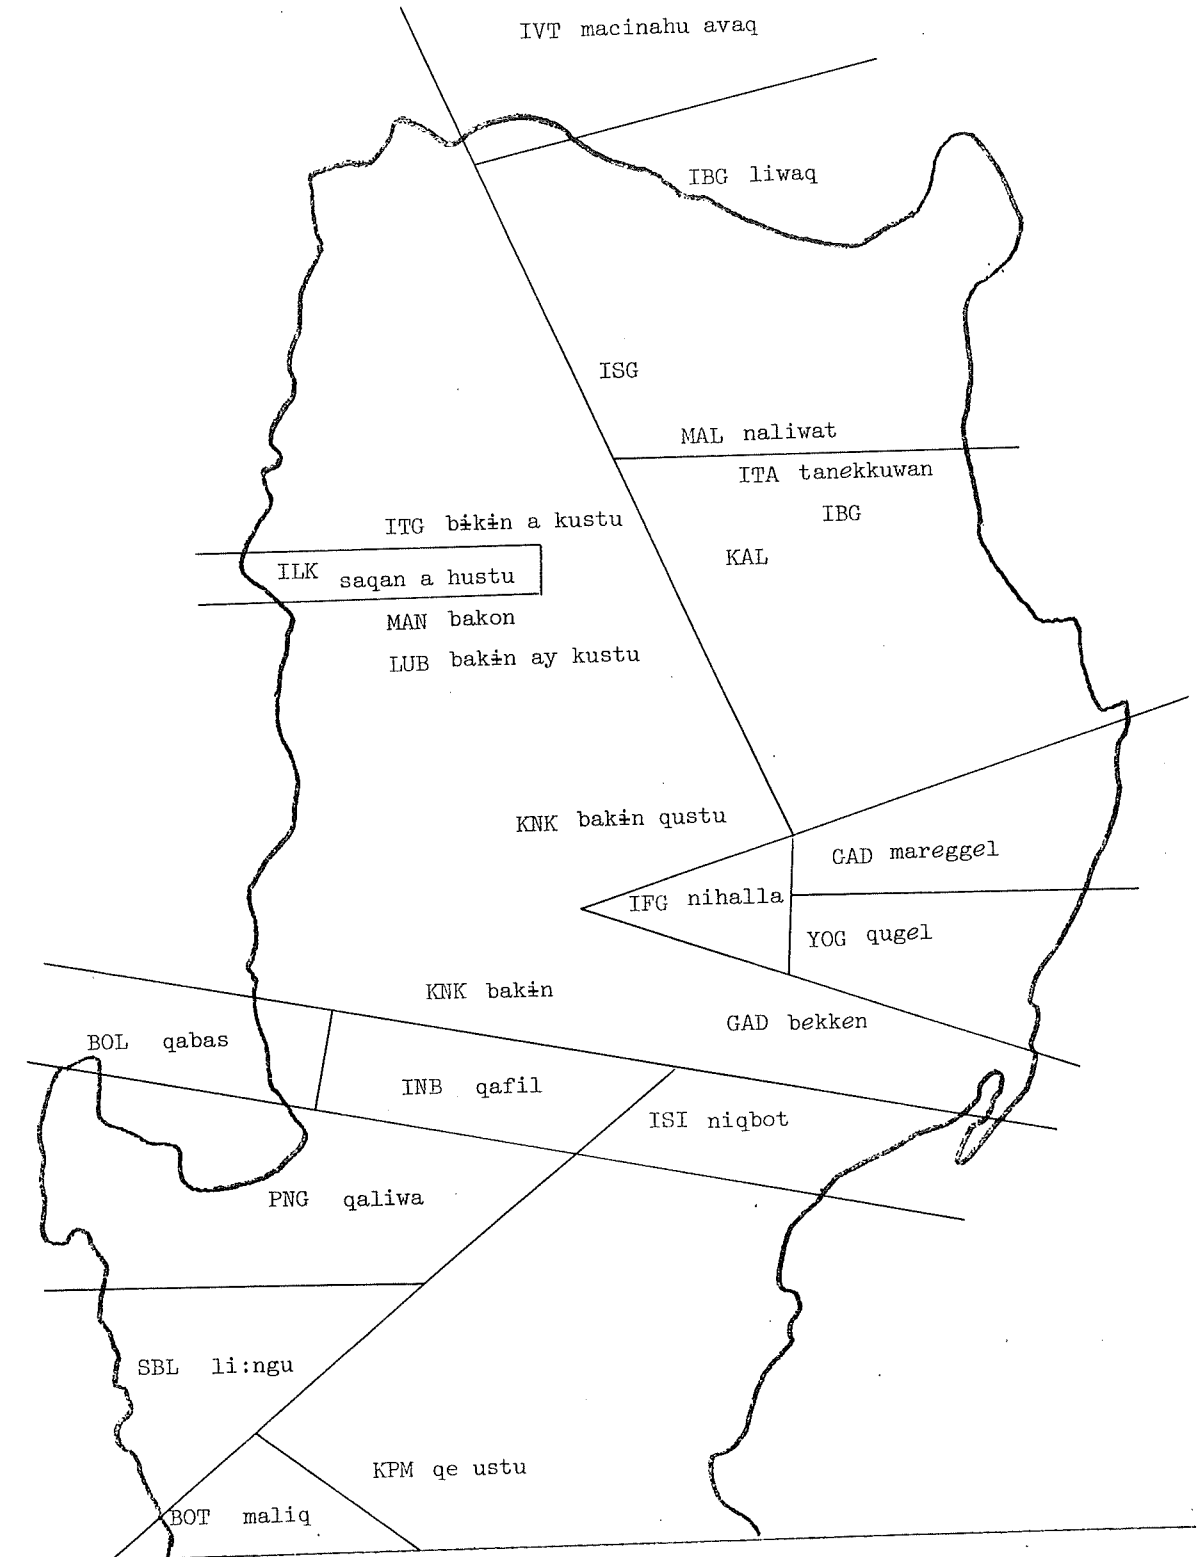 IVT macinahu avaq
IBG liwaq
ISG
MAL naliwat
ITA tanekkuwan
IBG
ITG bɨkɨn a kustu
KAL
ILK saqan a hustu
MAN bakon
LUB bakɨn ay kustu
KNK bakɨn qustu
GAD mareggel
IFG nihalla
YOG qugel
KNK bakɨn
GAD bekken
BOL qabas
INB qafil
ISI niqbot
PNG qaliwa
SBL li:ngu
KPM qe ustu
BOT maliq